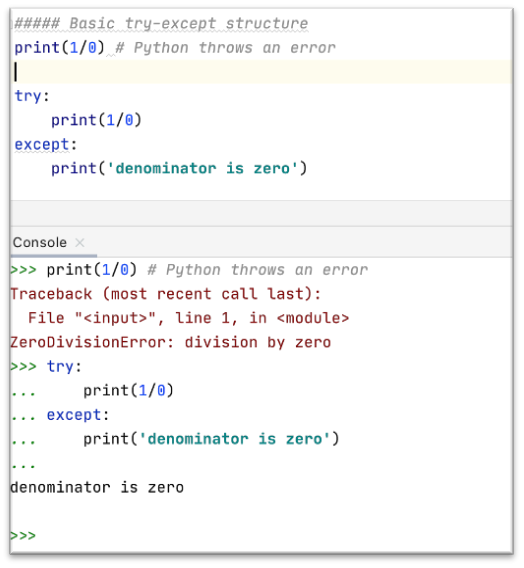 ##### Basic try-except structure
print(1/0) # Python throws an error
try:
    print(1/0)
except:
    print('denominator is zero')
Console ×
>>> print(1/0) # Python throws an error
Traceback (most recent call last):
  File "<input>", line 1, in <module>
ZeroDivisionError: division by zero
>>> try:
...     print(1/0)
... except:
...     print('denominator is zero')
...
denominator is zero
>>>